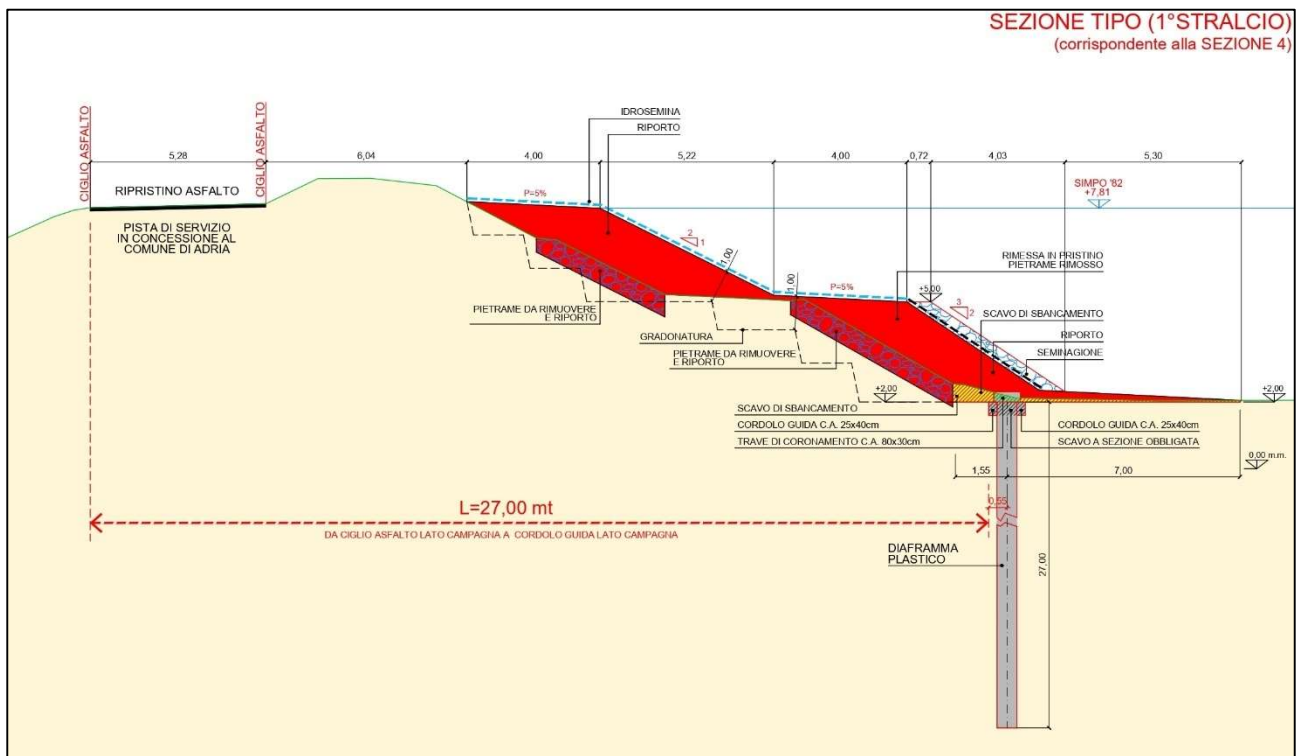 SEZIONE TIPO (1°STRALCIO)
(corrispondente alla SEZIONE 4)
CIGLIO ASFALTO
CIGLIO ASFALTO
IDROSEMINA
RIPORTO
5,28
6,04
4,00
5,22
4,00
0,72
4,03
5,30
RIPRISTINO ASFALTO
PISTA DI SERVIZIO
IN CONCESSIONE AL
COMUNE DI ADRIA
P=5%
SIMPO '82
+7,81
2
1
1,00
RIMESSA IN PRISTINO
PIETRAME RIMOSSO
1,00
P=5%
+5,00
3
2
SCAVO DI SBANCAMENTO
PIETRAME DA RIMUOVERE
E RIPORTO
GRADONATURA
RIPORTO
PIETRAME DA RIMUOVERE
E RIPORTO
SEMINAGIONE
+2,00
+2,00
SCAVO DI SBANCAMENTO
CORDOLO GUIDA C.A. 25x40cm
CORDOLO GUIDA C.A. 25x40cm
TRAVE DI CORONAMENTO C.A. 80x30cm
SCAVO A SEZIONE OBBLIGATA
0,00 m.m.
1,55
7,00
0,55
L=27,00 mt
DA CIGLIO ASFALTO LATO CAMPAGNA A CORDOLO GUIDA LATO CAMPAGNA
DIAFRAMMA
PLASTICO
27,00